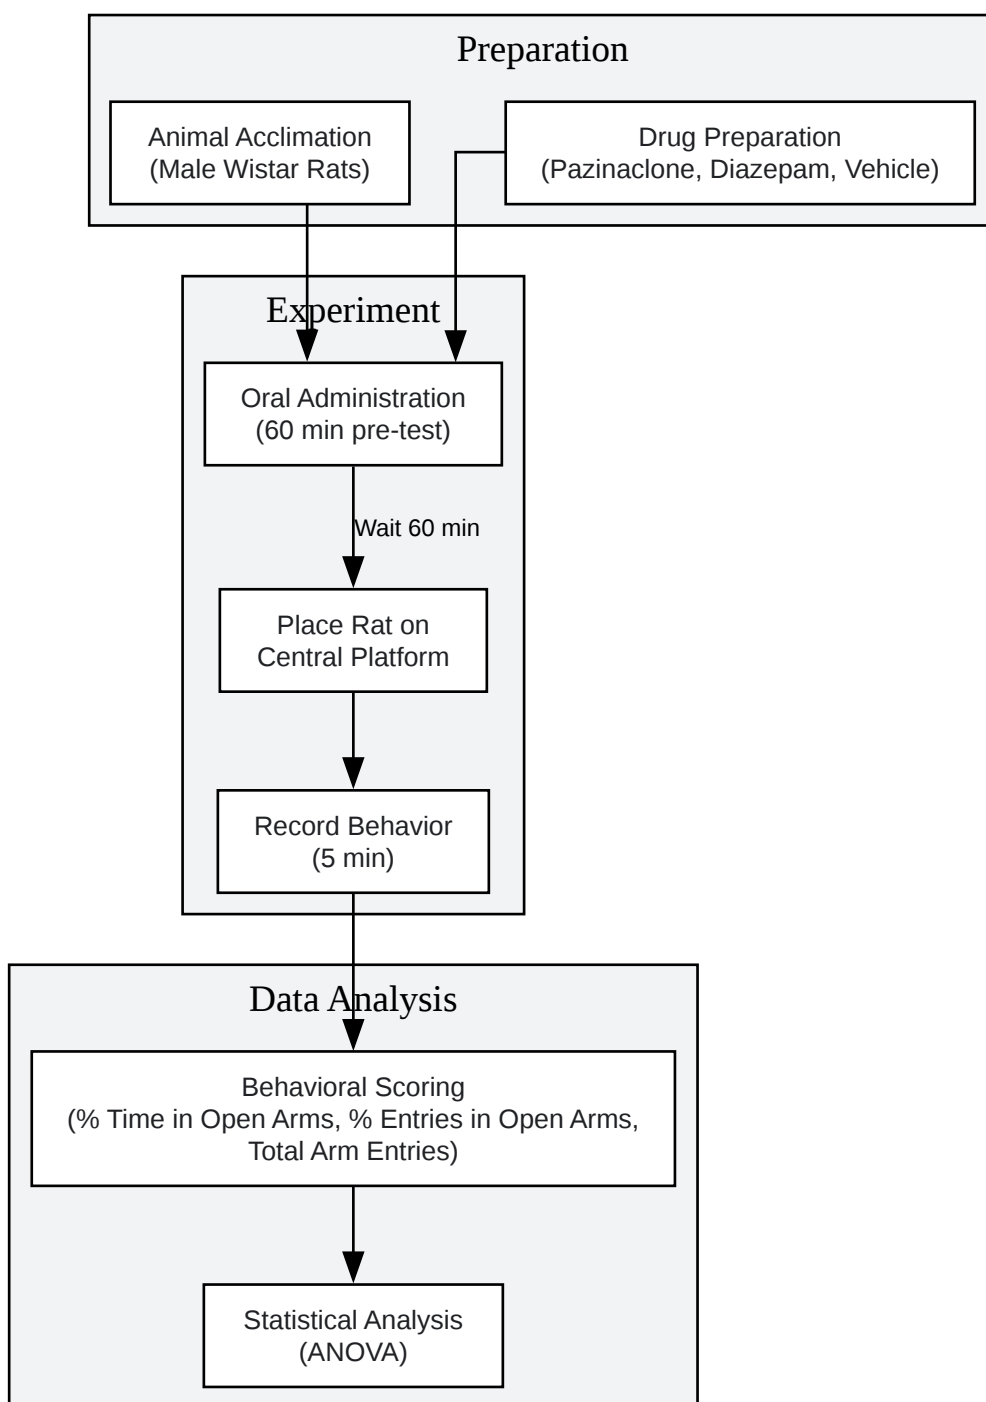 Preparation
Animal Acclimation
(Male Wistar Rats)
Drug Preparation
(Pazinaclone, Diazepam, Vehicle)
Experiment
Oral Administration
(60 min pre-test)
Wait 60 min
Place Rat on
Central Platform
Record Behavior
(5 min)
Data Analysis
Behavioral Scoring
(% Time in Open Arms, % Entries in Open Arms,
Total Arm Entries)
Statistical Analysis
(ANOVA)